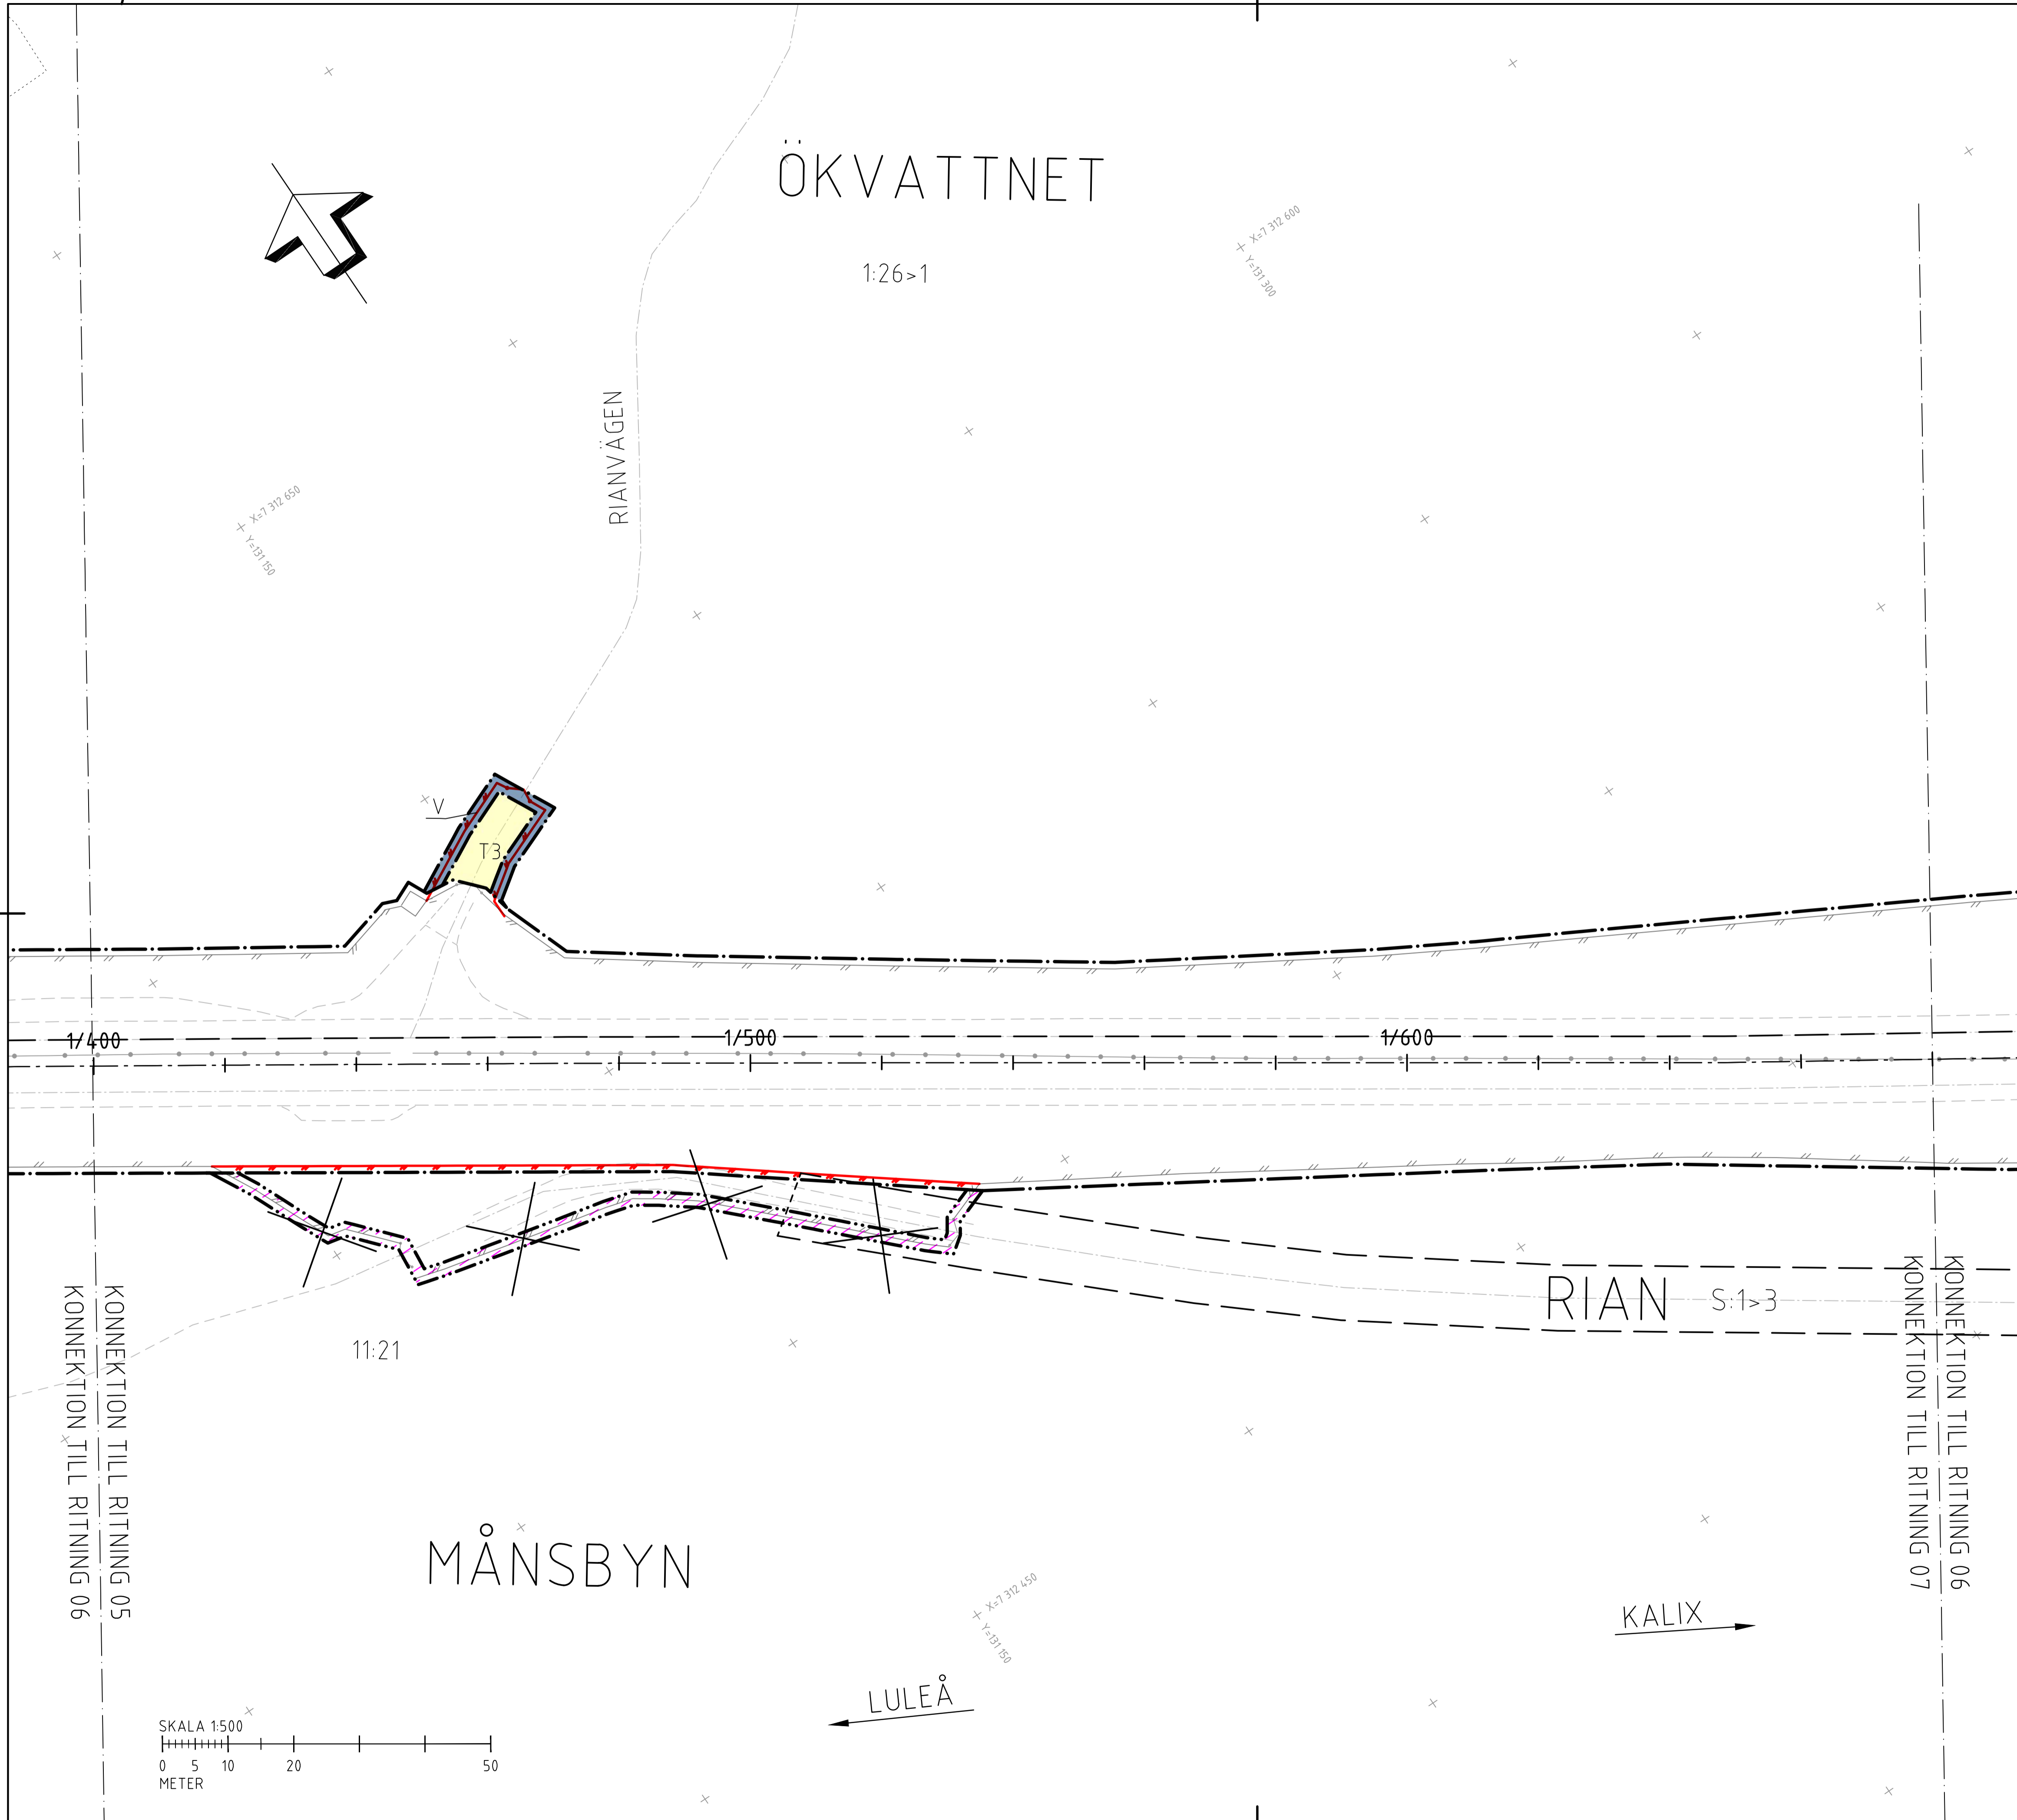 ÖKVATTNET
1:26>1
X=7 312 600
Y=131 300
RIANVÄGEN
X=7 312 650
Y=131 150
V
T3
1/400
1/500
1/600
RIAN S:1>3
11:21
KONNEKTION TILL RITNING 06
KONNEKTION TILL RITNING 05
KONNEKTION TILL RITNING 07
KONNEKTION TILL RITNING 06
MÅNSBYN
X=7 312 450
Y=131 150
KALIX
LULEÅ
SKALA 1:500
0 5 10 20 50
METER